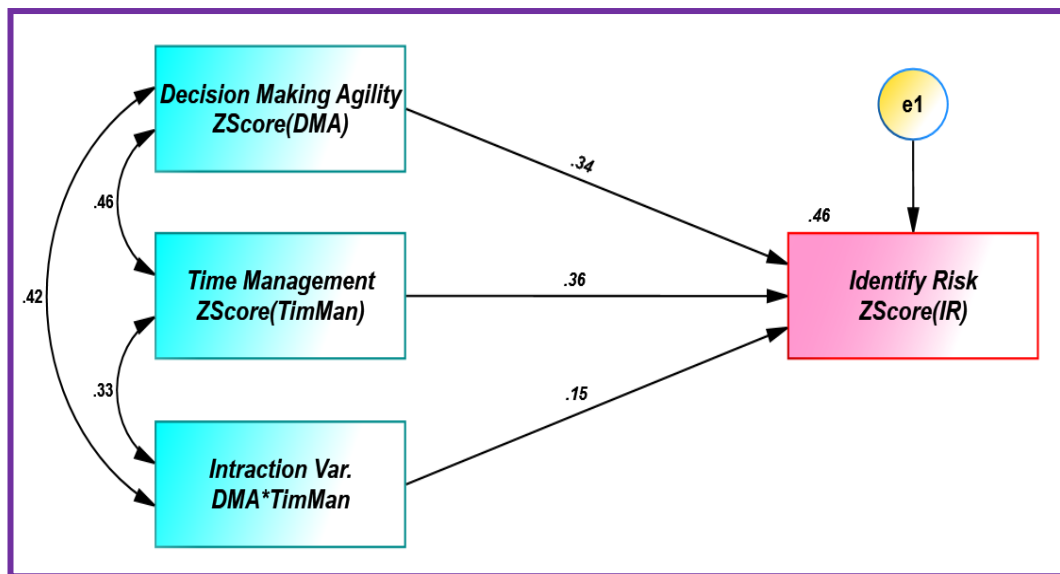 Decision Making Agility
ZScore(DMA)
e1
.34
.46
.46
Time Management
ZScore(TimMan)
.36
Identify Risk
ZScore(IR)
.42
.33
.15
Intraction Var.
DMA*TimMan